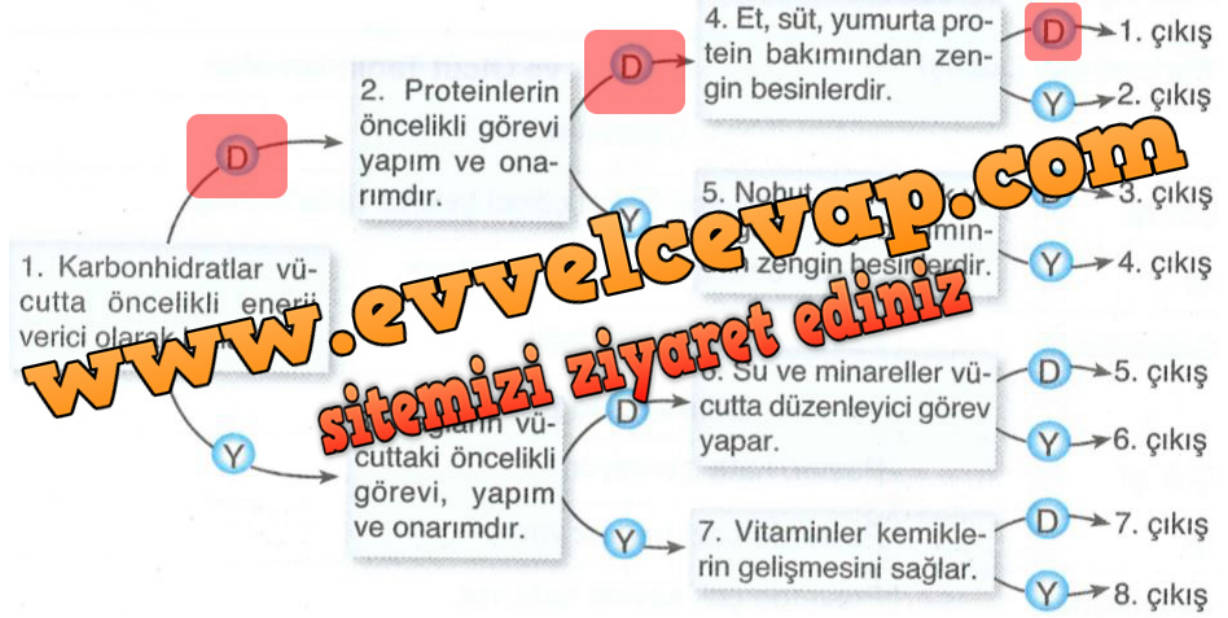 4. Et, süt, yumurta pro-
tein bakımından zen-
gin besinlerdir.
D
1. çıkış
Y
2. çıkış
D
2. Proteinlerin
öncelikli görevi
yapım ve ona-
rımdır.
D
Y
5. Nohut
zengin besinlerdir.
3. çıkış
Y
4. çıkış
1. Karbonhidratlar vü-
cutta öncelikli enerji
verici olarak
www.evvelcevap.com
sitemizi ziyaret ediniz
Y
vü-
cuttaki öncelikli
görevi, yapım
ve onarımdır.
D
6. Su ve minareller vü-
cutta düzenleyici görev
yapar.
D
5. çıkış
Y
6. çıkış
Y
7. Vitaminler kemikle-
rin gelişmesini sağlar.
D
7. çıkış
Y
8. çıkış